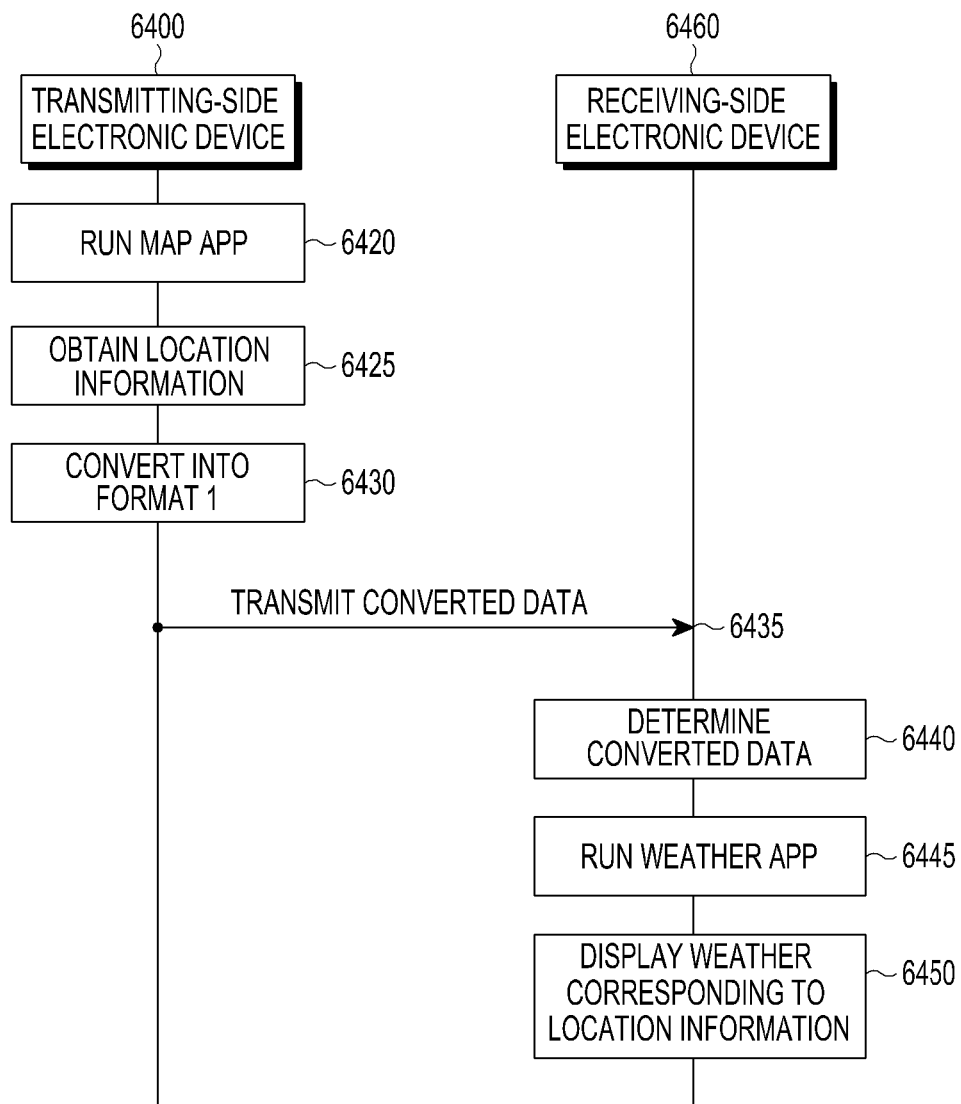 6400
6460
TRANSMITTING-SIDE
ELECTRONIC DEVICE
RECEIVING-SIDE
ELECTRONIC DEVICE
RUN MAP APP
6420
OBTAIN LOCATION
INFORMATION
6425
CONVERT INTO
FORMAT 1
6430
TRANSMIT CONVERTED DATA
6435
DETERMINE
CONVERTED DATA
6440
RUN WEATHER APP
6445
DISPLAY WEATHER
CORRESPONDING TO
LOCATION INFORMATION
6450